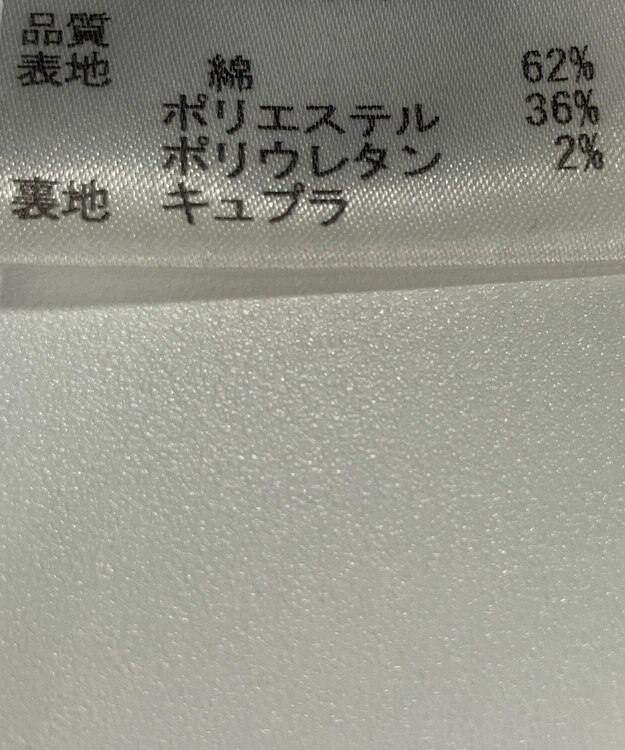 品質
表地 綿 62%
ポリエステル 36%
ポリウレタン 2%
裏地 キュプラ